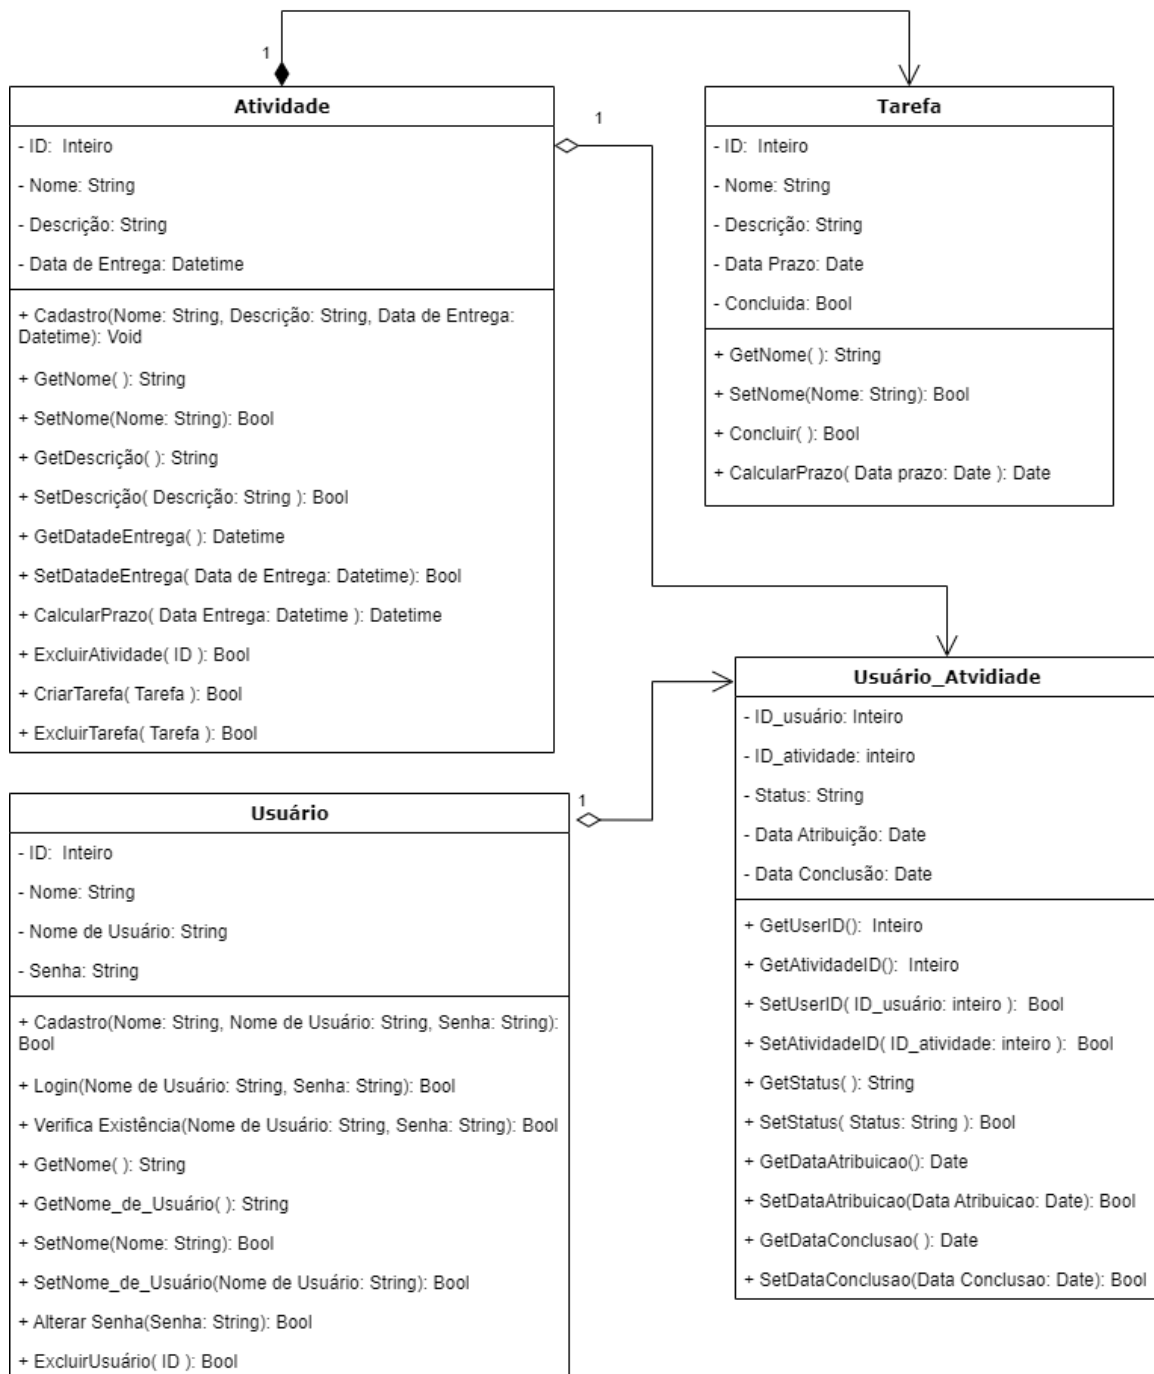 1
Atividade
- ID:  Inteiro
- Nome: String
- Descrição: String
- Data de Entrega: Datetime
+ Cadastro(Nome: String, Descrição: String, Data de Entrega:
Datetime): Void
+ GetNome( ): String
+ SetNome(Nome: String): Bool
+ GetDescrição( ): String
+ SetDescrição( Descrição: String ): Bool
+ GetDatadeEntrega( ): Datetime
+ SetDatadeEntrega( Data de Entrega: Datetime): Bool
+ CalcularPrazo( Data Entrega: Datetime ): Datetime
+ ExcluirAtividade( ID ): Bool
+ CriarTarefa( Tarefa ): Bool
+ ExcluirTarefa( Tarefa ): Bool
1
Tarefa
- ID:  Inteiro
- Nome: String
- Descrição: String
- Data Prazo: Date
- Concluida: Bool
+ GetNome( ): String
+ SetNome(Nome: String): Bool
+ Concluir( ): Bool
+ CalcularPrazo( Data prazo: Date ): Date
Usuário
- ID:  Inteiro
- Nome: String
- Nome de Usuário: String
- Senha: String
+ Cadastro(Nome: String, Nome de Usuário: String, Senha: String):
Bool
+ Login(Nome de Usuário: String, Senha: String): Bool
+ Verifica Existência(Nome de Usuário: String, Senha: String): Bool
+ GetNome( ): String
+ GetNome_de_Usuário( ): String
+ SetNome(Nome: String): Bool
+ SetNome_de_Usuário(Nome de Usuário: String): Bool
+ Alterar Senha(Senha: String): Bool
+ ExcluirUsuário( ID ): Bool
1
Usuário_Atvidiade
- ID_usuário: Inteiro
- ID_atividade: inteiro
- Status: String
- Data Atribuição: Date
- Data Conclusão: Date
+ GetUserID():  Inteiro
+ GetAtividadeID():  Inteiro
+ SetUserID( ID_usuário: inteiro ):  Bool
+ SetAtividadeID( ID_atividade: inteiro ):  Bool
+ GetStatus( ): String
+ SetStatus( Status: String ): Bool
+ GetDataAtribuicao(): Date
+ SetDataAtribuicao(Data Atribuicao: Date): Bool
+ GetDataConclusao( ): Date
+ SetDataConclusao(Data Conclusao: Date): Bool